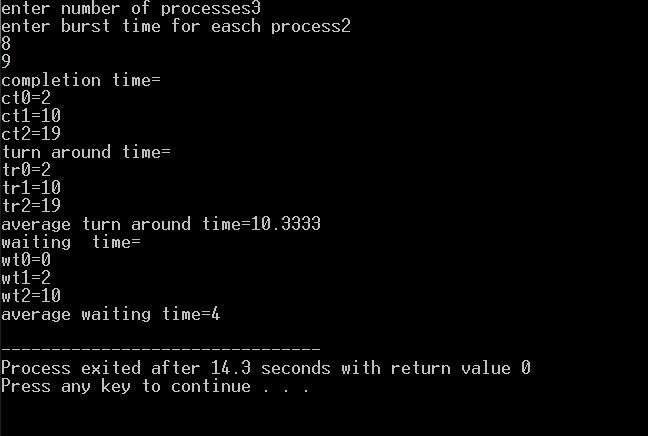 enter number of processes3
enter burst time for easch process2
8
9
completion time=
ct0=2
ct1=10
ct2=19
turn around time=
tr0=2
tr1=10
tr2=19
average turn around time=10.3333
waiting  time=
wt0=0
wt1=2
wt2=10
average waiting time=4
--------------------------------
Process exited after 14.3 seconds with return value 0
Press any key to continue . . .